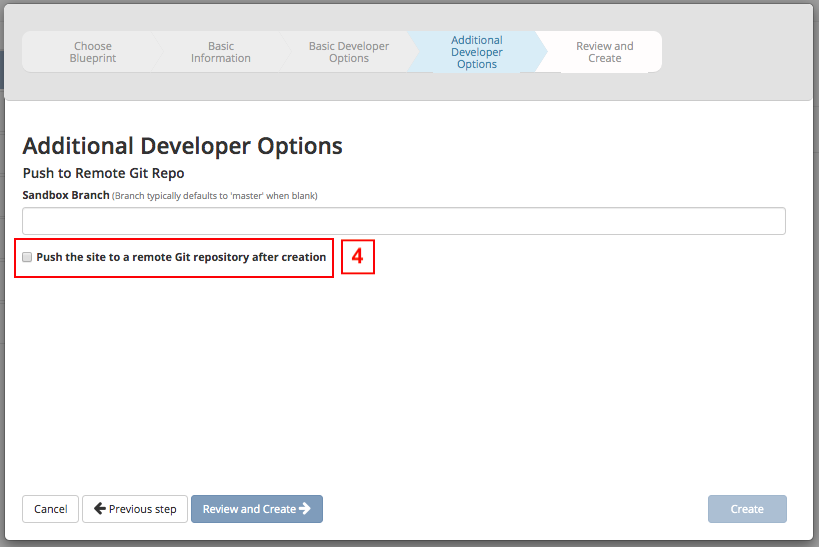 Choose
Blueprint
Basic
Information
Basic Developer
Options
Additional
Developer
Options
Review and
Create
Additional Developer Options
Push to Remote Git Repo
Sandbox Branch (Branch typically defaults to 'master' when blank)
Push the site to a remote Git repository after creation
4
Cancel
Previous step
Review and Create
Create